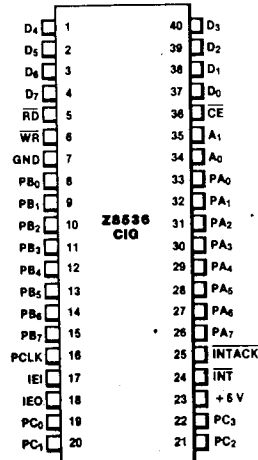 D4 1 40 D3
D5 2 39 D2
D6 3 38 D1
D7 4 37 D0
RD 5 36 CE
WR 6 35 A1
GND 7 34 A0
PB0 8 33 PA0
PB1 9 32 PA1
PB2 10 31 PA2
Z8536
CIO
PB3 11 30 PA3
PB4 12 29 PA4
PB5 13 28 PA5
PB6 14 27 PA6
PB7 15 26 PA7
PCLK 16 25 INTACK
IEI 17 24 INT
IEO 18 23 +5 V
PC0 19 22 PC3
PC1 20 21 PC2